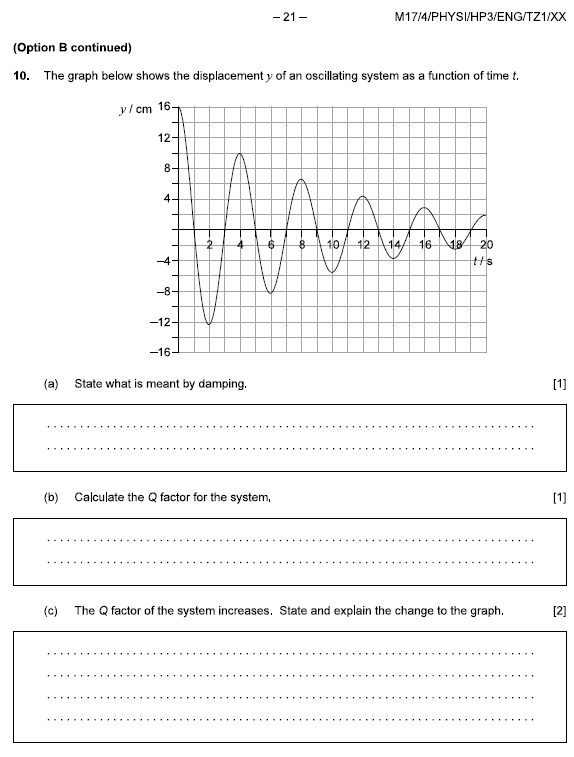 – 21 –
M17/4/PHYSI/HP3/ENG/TZ1/XX
(Option B continued)
10. The graph below shows the displacement y of an oscillating system as a function of time t.
y / cm
16
12
8
4
–4
–8
–12
–16
2 4 6 8 10 12 14 16 18 20
t / s
(a) State what is meant by damping. [1]
(b) Calculate the Q factor for the system. [1]
(c) The Q factor of the system increases. State and explain the change to the graph. [2]